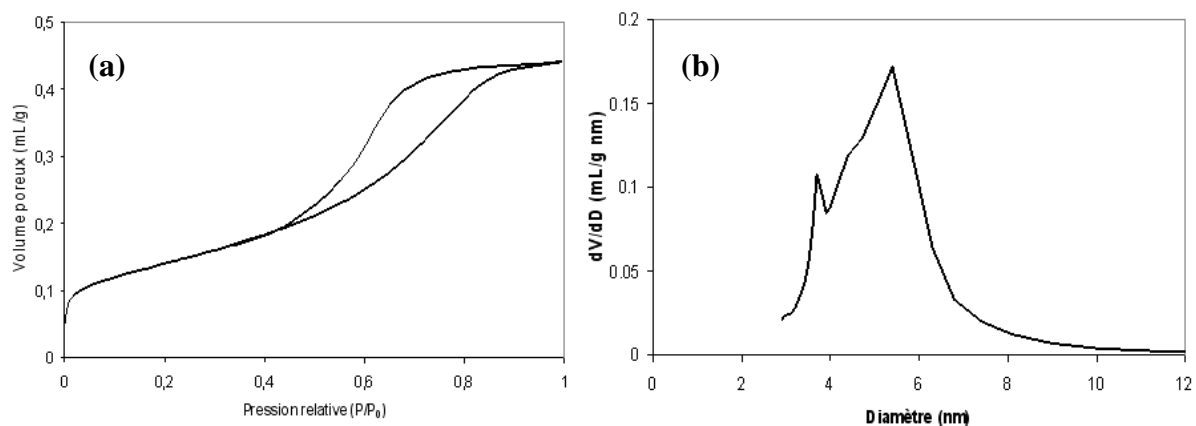 (a)
Volume poreux (mL/g)
0,5
0,4
0,3
0,2
0,1
0
0 0,2 0,4 0,6 0,8 1
Pression relative (P/P₀)
(b)
dV/dD (mL/g nm)
0.2
0.15
0.1
0.05
0
0 2 4 6 8 10 12
Diamètre (nm)